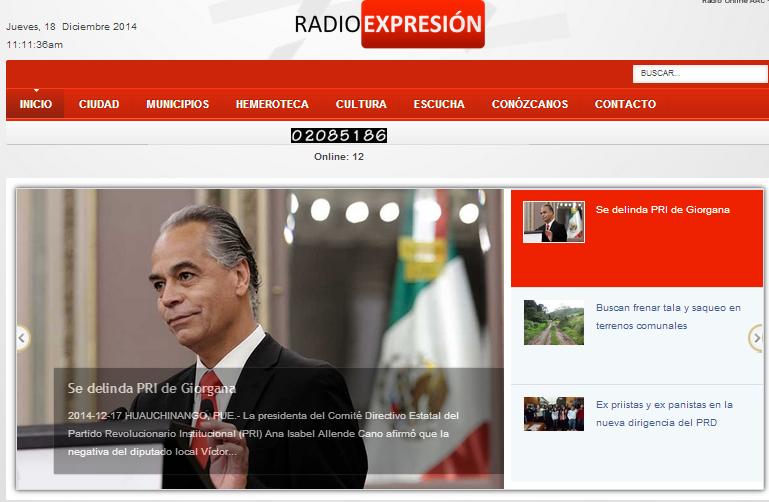 Radio Online AAC
Jueves, 18 Diciembre 2014
11:11:36am
RADIO EXPRESIÓN
BUSCAR...
INICIO CIUDAD MUNICIPIOS HEMEROTECA CULTURA ESCUCHA CONÓZCANOS CONTACTO
02085186
Online: 12
Se delinda PRI de Giorgana
2014-12-17 HUAUCHINANGO, PUE.- La presidenta del Comité Directivo Estatal del
Partido Revolucionario Institucional (PRI) Ana Isabel Allende Cano afirmó que la
negativa del diputado local Víctor...
Se delinda PRI de Giorgana
Buscan frenar tala y saqueo en
terrenos comunales
Ex priistas y ex panistas en la
nueva dirigencia del PRD